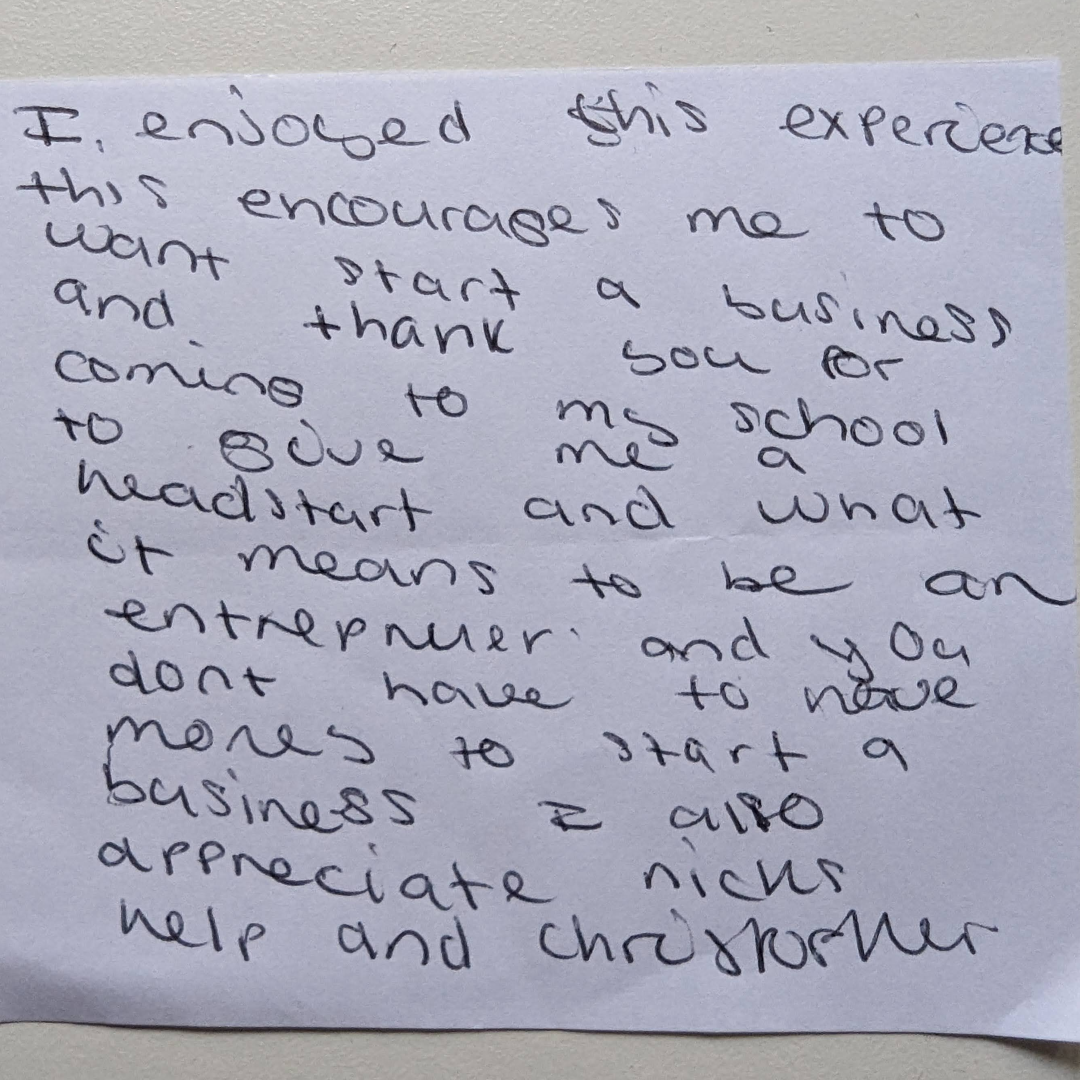 I. enjoyed this experience
this encourages me to
want start a business
and thank you for
coming to my school
to give me a
headstart and what
it means to be an
entrepruer. and you
dont have to have
money to start a
business I also
appreciate nicks
help and christopher